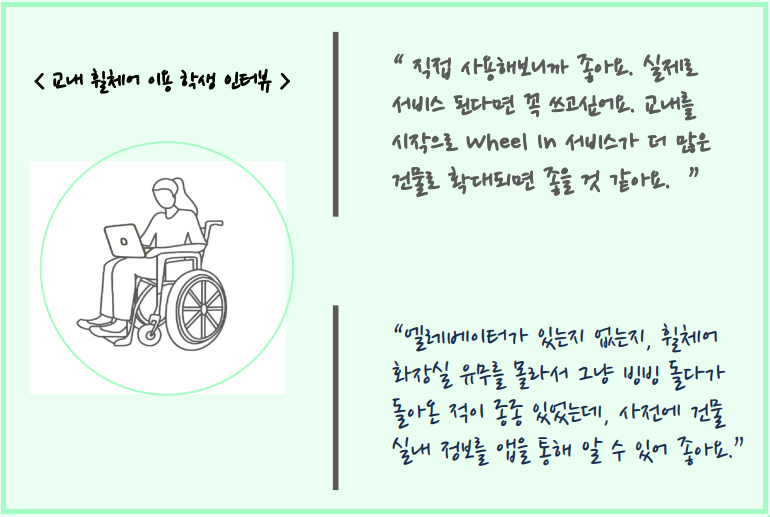 < 교내 휠체어 이용 학생 인터뷰 >
“ 직접 사용해보니까 좋아요. 실제로
서비스 된다면 꼭 쓰고싶어요. 교내를
시작으로 Wheel In 서비스가 더 많은
건물로 확대되면 좋을 것 같아요. ”
“엘레베이터가 있는지 없는지, 휠체어
화장실 유무를 몰라서 그냥 빙빙 돌다가
돌아온 적이 종종 있었는데, 사전에 건물
실내 정보를 앱을 통해 알 수 있어 좋아요.”